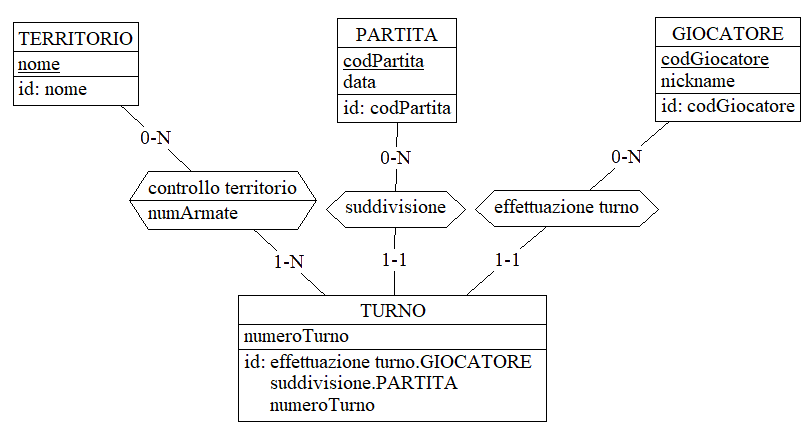 TERRITORIO
nome
id: nome
PARTITA
codPartita
data
id: codPartita
GIOCATORE
codGiocatore
nickname
id: codGiocatore
0-N
0-N
0-N
controllo territorio
numArmate
suddivisione
effettuazione turno
1-N
1-1
1-1
TURNO
numeroTurno
id: effettuazione turno.GIOCATORE
suddivisione.PARTITA
numeroTurno